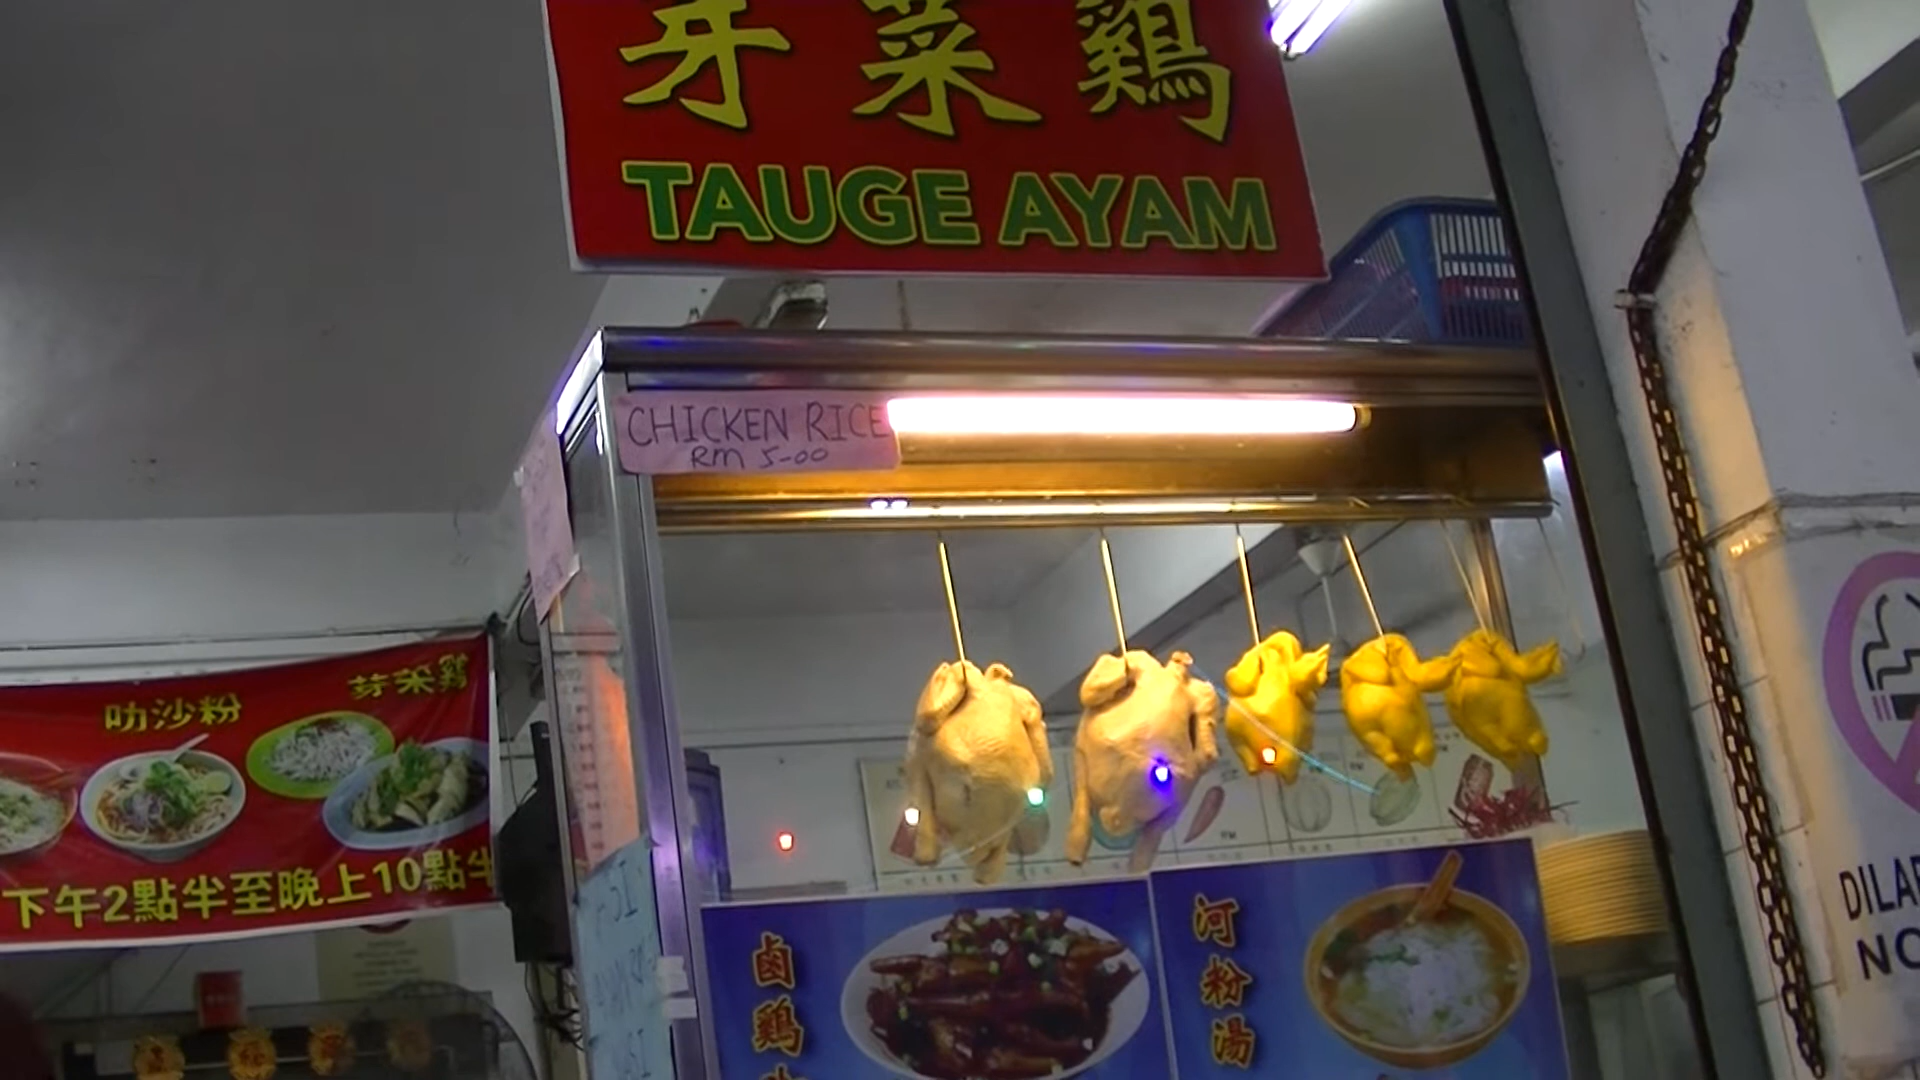 芽菜鷄
TAUGE AYAM
CHICKEN RICE
RM 5-00
叻沙粉
芽菜鷄
下午2點半至晚上10點半
鹵鷄
河粉湯
DILAR
NO